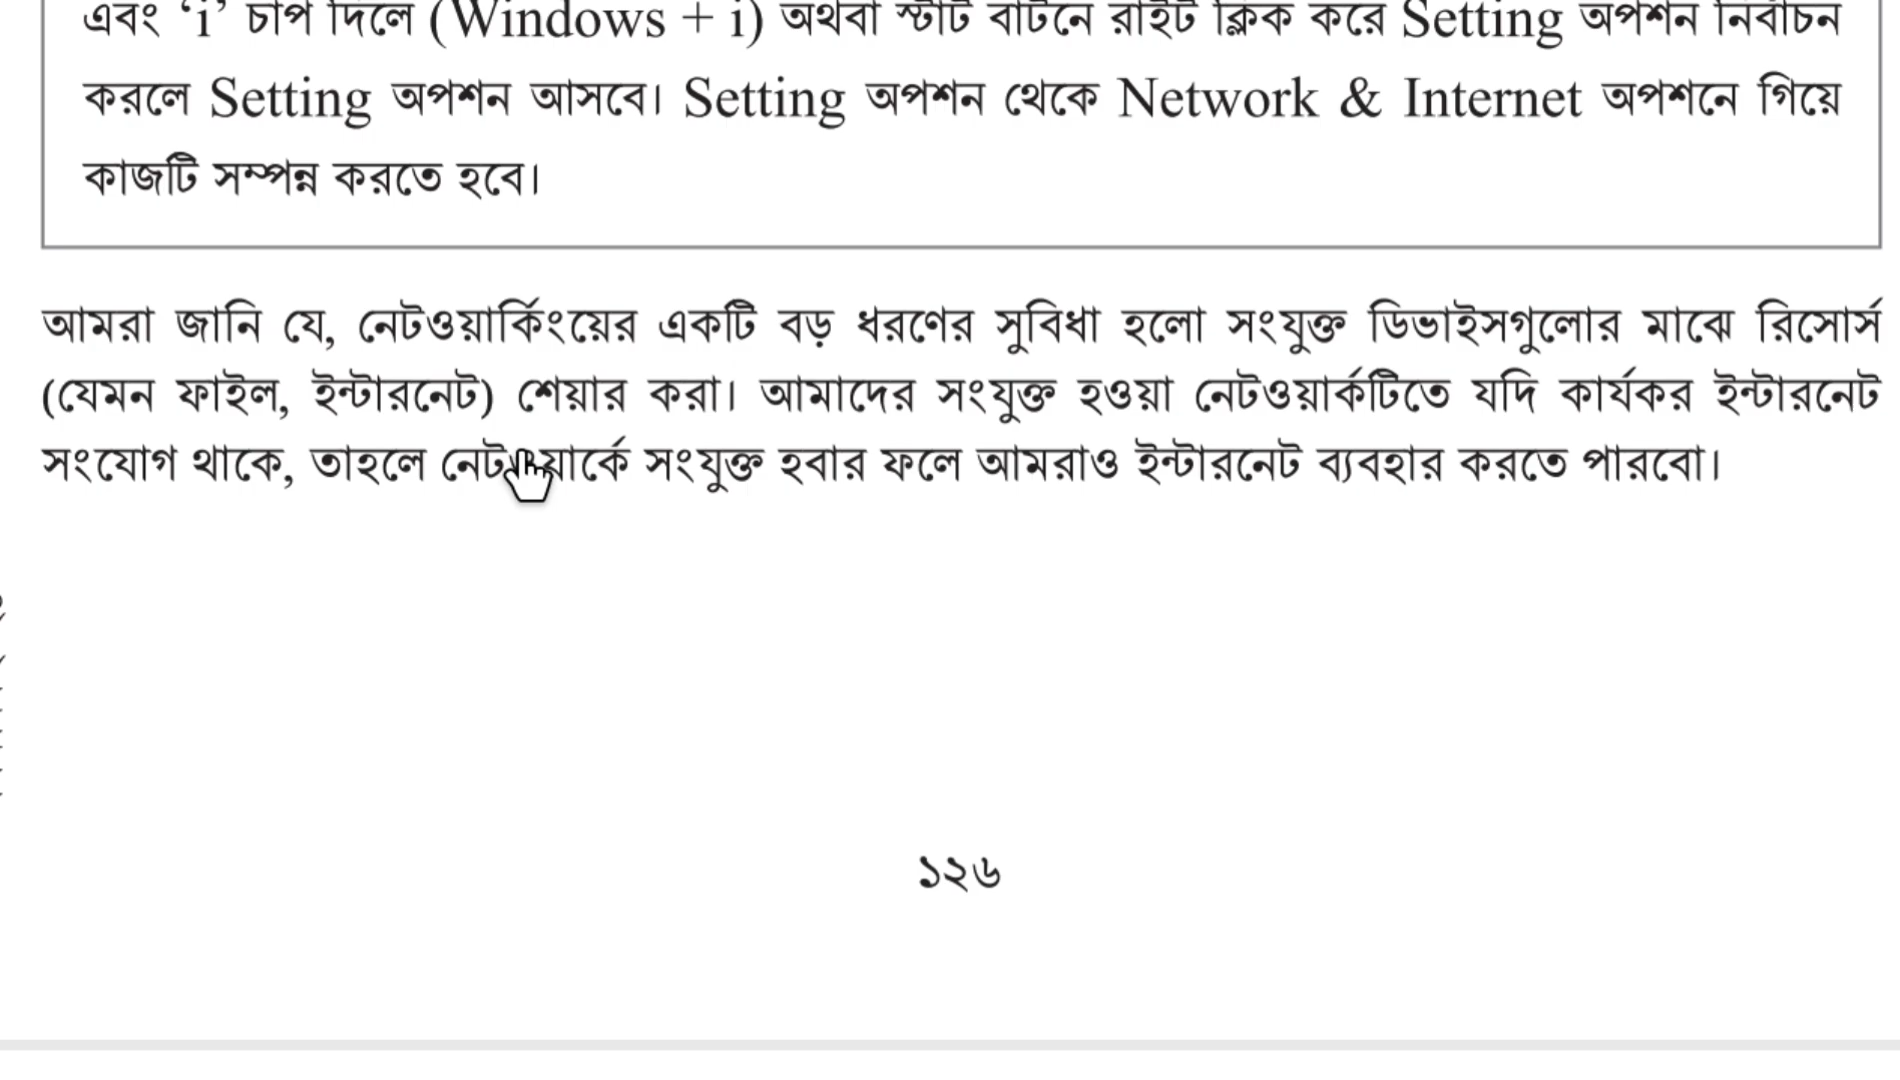 এবং ‘i’ চাপ দিলে (Windows + i) অথবা স্টার্ট বাটনে রাইট ক্লিক করে Setting অপশন নির্বাচন
করলে Setting অপশন আসবে। Setting অপশন থেকে Network & Internet অপশনে গিয়ে
কাজটি সম্পন্ন করতে হবে।
আমরা জানি যে, নেটওয়ার্কিংয়ের একটি বড় ধরণের সুবিধা হলো সংযুক্ত ডিভাইসগুলোর মাঝে রিসোর্স
(যেমন ফাইল, ইন্টারনেট) শেয়ার করা। আমাদের সংযুক্ত হওয়া নেটওয়ার্কটিতে যদি কার্যকর ইন্টারনেট
সংযোগ থাকে, তাহলে নেটওয়ার্কে সংযুক্ত হবার ফলে আমরাও ইন্টারনেট ব্যবহার করতে পারবো।
১২৬